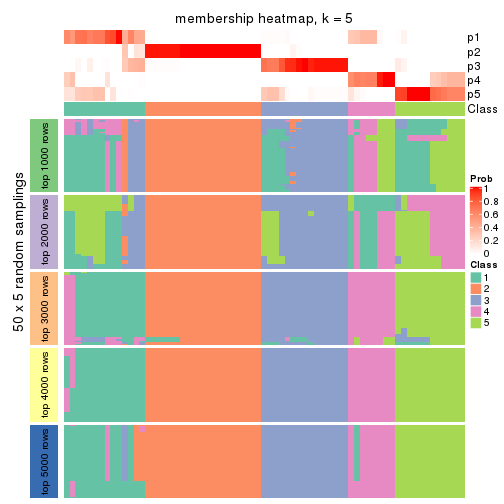 membership heatmap, k = 5
p1
p2
p3
p4
p5
Class
50 x 5 random samplings
top 1000 rows
top 2000 rows
top 3000 rows
top 4000 rows
top 5000 rows
Prob
1
0.8
0.6
0.4
0.2
0
Class
1
2
3
4
5